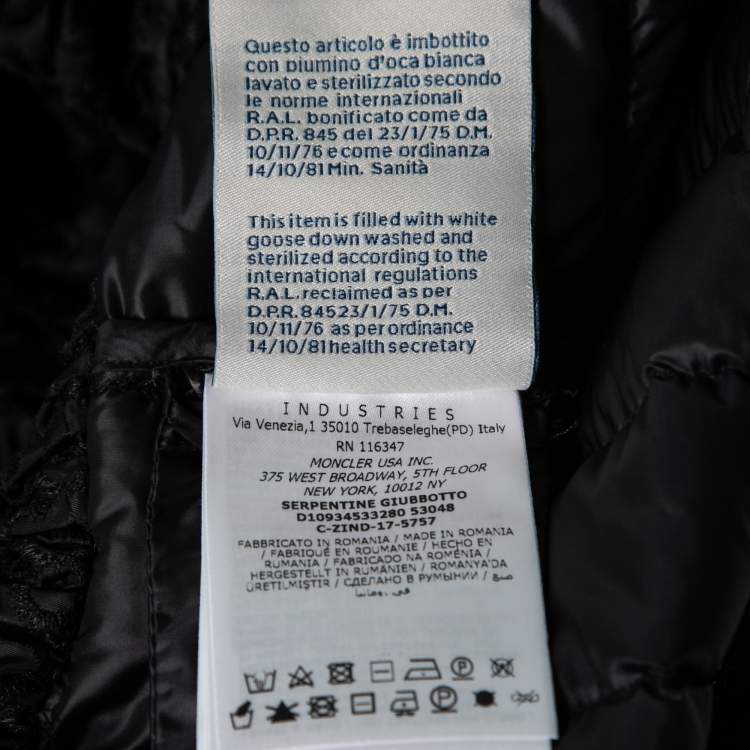 Questo articolo è imbottito
con piumino d'oca bianca
lavato e sterilizzato secondo
le norme internazionali
R.A.L. bonificato come da
D.P.R. 845 del 23/1/75 D.M.
10/11/76 e come ordinanza
14/10/81 Min. Sanità
This item is filled with white
goose down washed and
sterilized according to the
international regulations
R.A.L. reclaimed as per
D.P.R. 84523/1/75 D.M.
10/11/76 as per ordinance
14/10/81 health secretary
INDUSTRIES
Via Venezia,1 35010 Trebaseleghe(PD) Italy
RN 116347
MONCLER USA INC.
375 WEST BROADWAY, 5TH FLOOR
NEW YORK, 10012 NY
SERPENTINE GIUBBOTTO
D10934533280 53048
C-ZIND-17-5757
FABBRICATO IN ROMANIA / MADE IN ROMANIA
/ FABRIQUÉ EN ROUMANIE / HECHO EN
RUMANIA / FABRICADO NA ROMÉNIA /
HERGESTELLT IN RUMÄNIEN / ROMANYA'DA
ÜRETILMIŞTIR / СДЕЛАНО В РУМЫНИИ / صنع
في